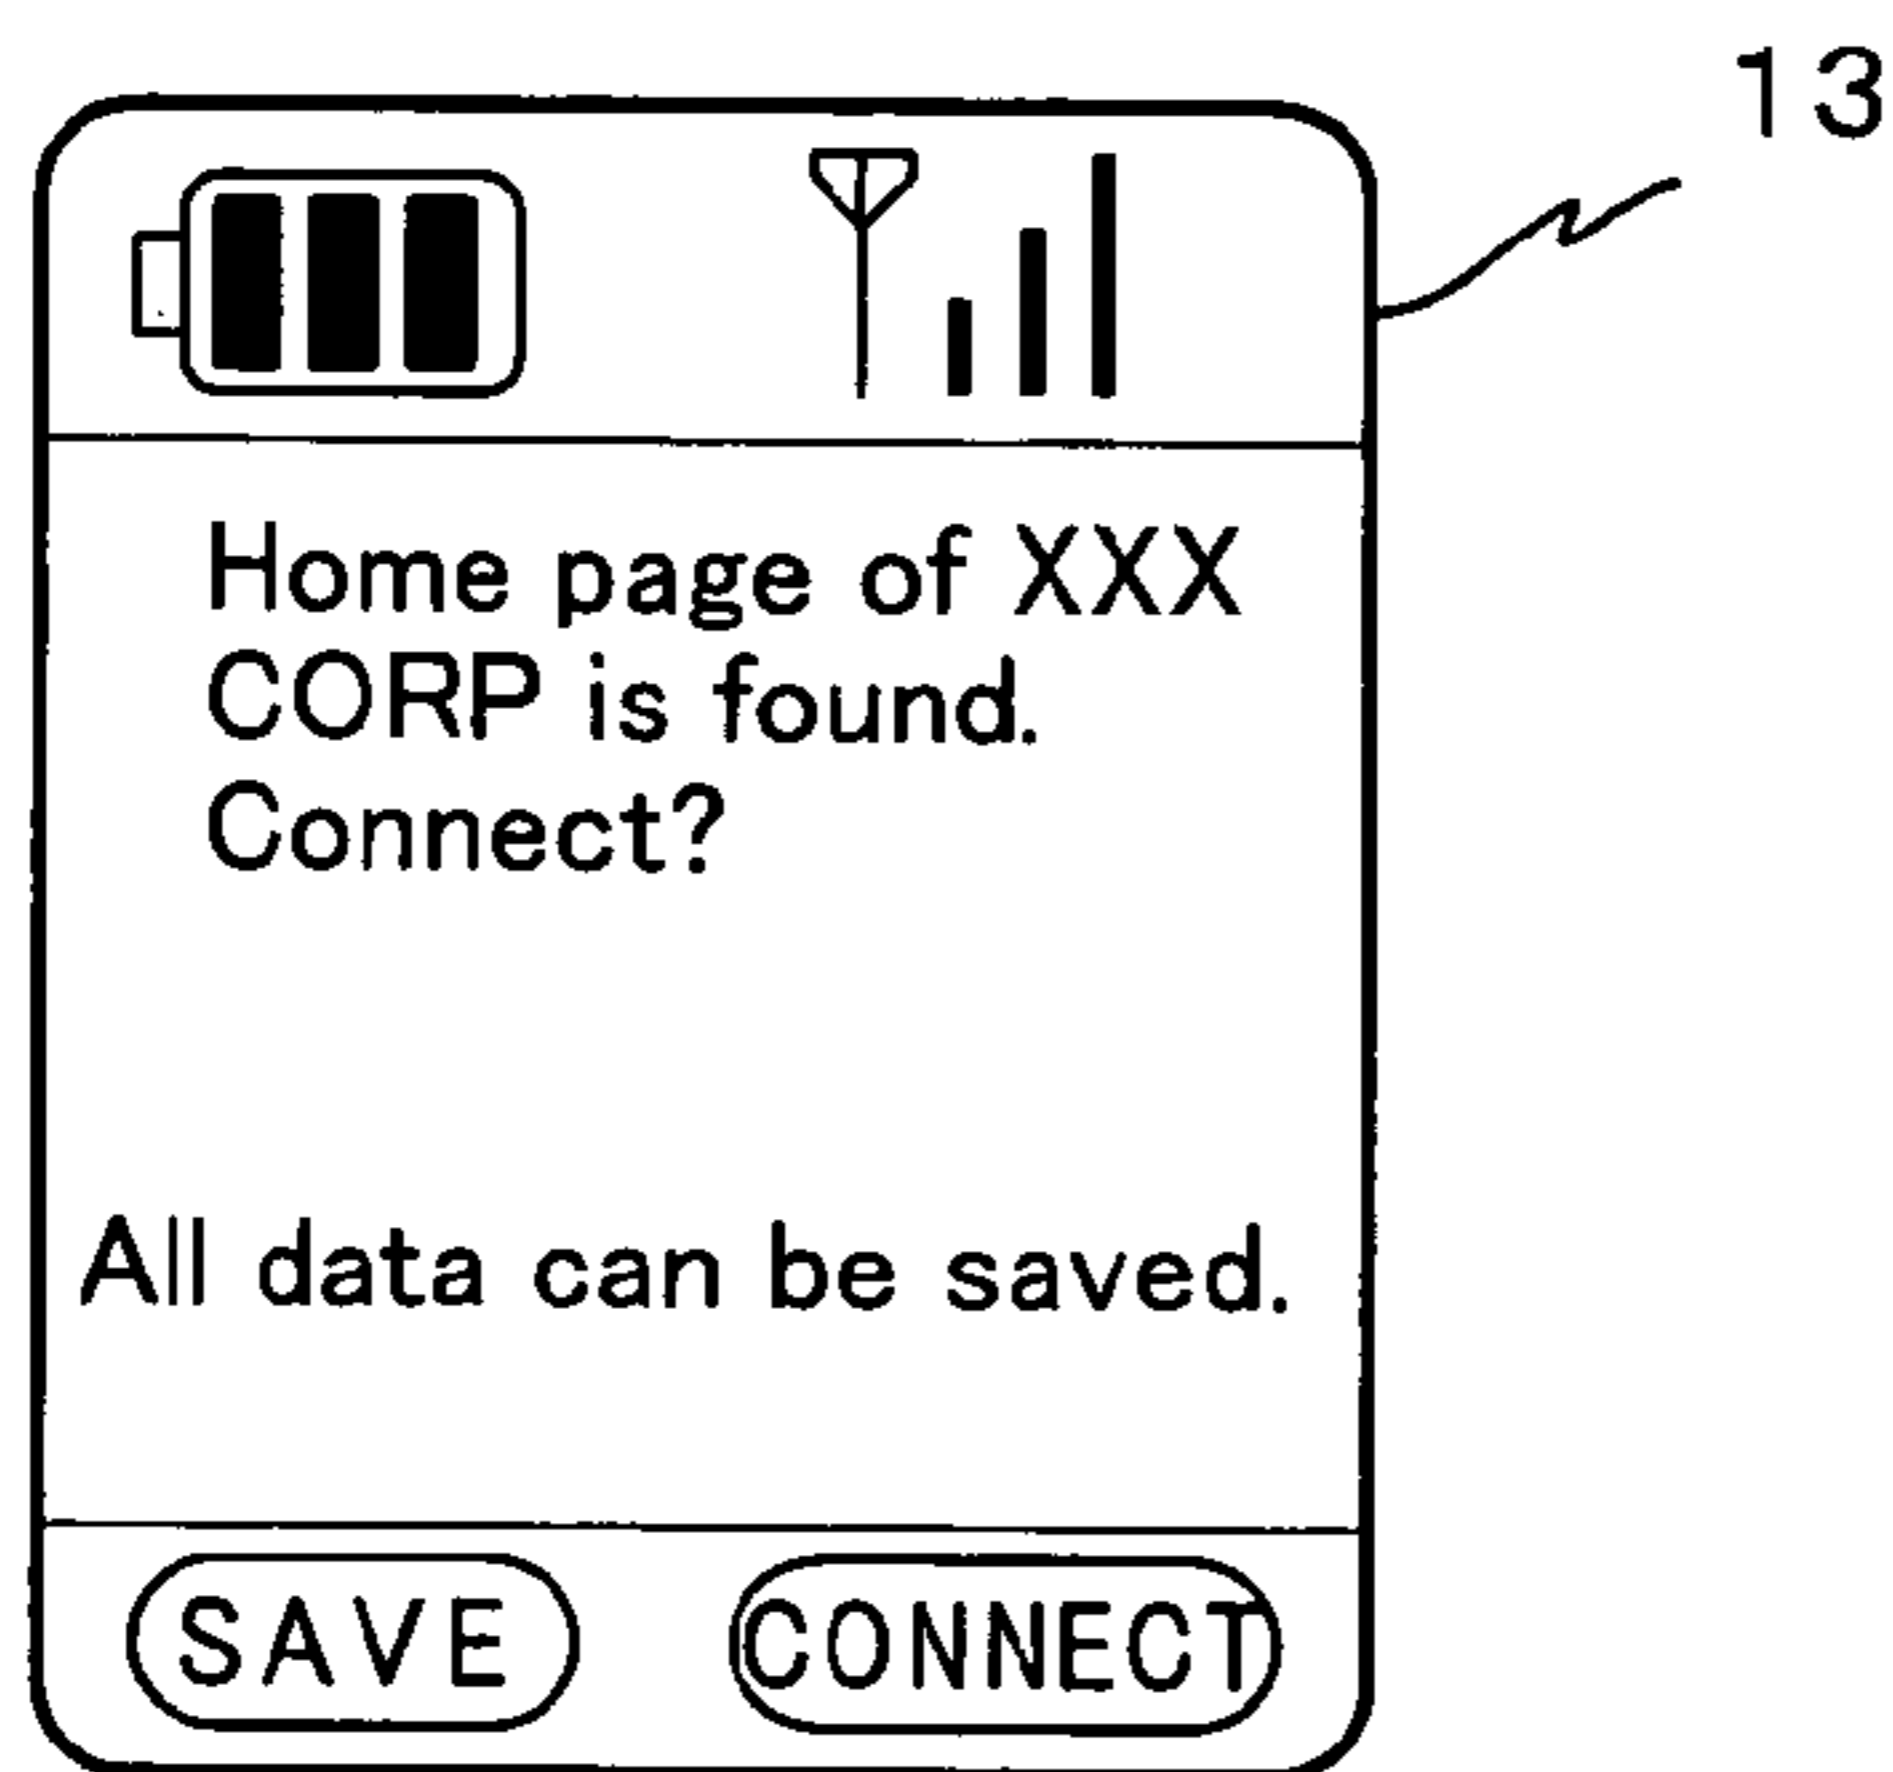 13
Home page of XXX
CORP is found.
Connect?
All data can be saved.
SAVE CONNECT